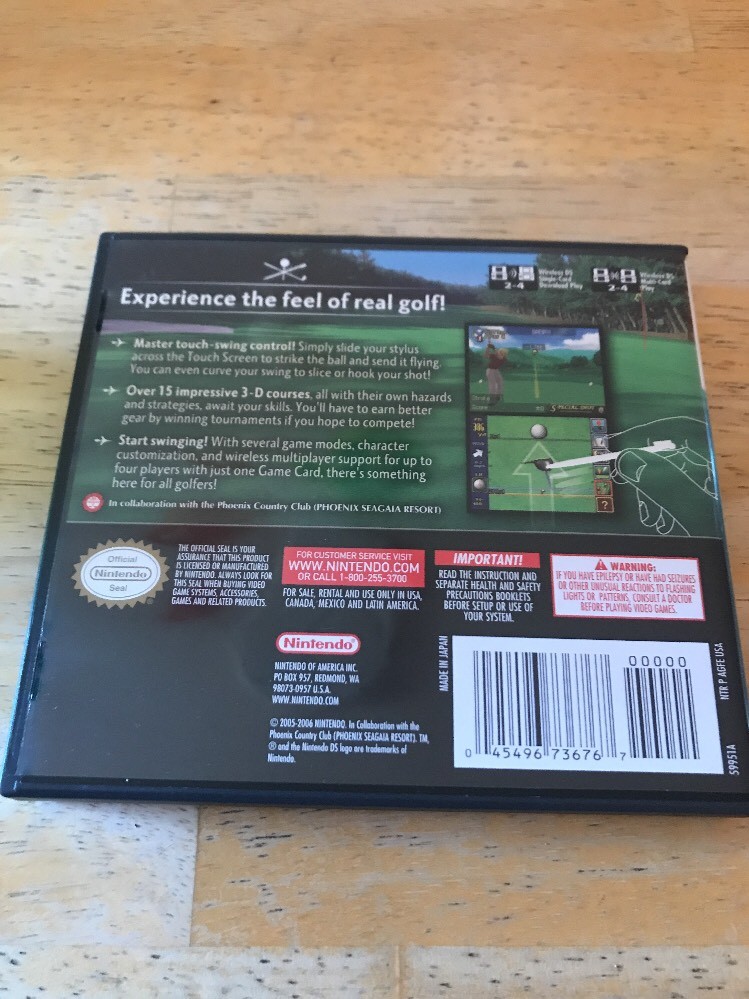 Wireless DS
Single-Card
Download Play
2-4
Wireless DS
Multi-Card
Play
2-4
Experience the feel of real golf!
Master touch-swing control! Simply slide your stylus
across the Touch Screen to strike the ball and send it flying.
You can even curve your swing to slice or hook your shot!
Over 15 impressive 3-D courses, all with their own hazards
and strategies, await your skills. You'll have to earn better
gear by winning tournaments if you hope to compete!
Start swinging! With several game modes, character
customization, and wireless multiplayer support for up to
four players with just one Game Card, there's something
here for all golfers!
In collaboration with the Phoenix Country Club (PHOENIX SEAGAIA RESORT)
SPECIAL SHOT
306
?
Official
Nintendo
Seal
THE OFFICIAL SEAL IS YOUR
ASSURANCE THAT THIS PRODUCT
IS LICENSED OR MANUFACTURED
BY NINTENDO. ALWAYS LOOK FOR
THIS SEAL WHEN BUYING VIDEO
GAME SYSTEMS, ACCESSORIES,
GAMES AND RELATED PRODUCTS.
FOR CUSTOMER SERVICE VISIT
WWW.NINTENDO.COM
OR CALL 1-800-255-3700
FOR SALE, RENTAL AND USE ONLY IN USA,
CANADA, MEXICO AND LATIN AMERICA.
IMPORTANT!
READ THE INSTRUCTION AND
SEPARATE HEALTH AND SAFETY
PRECAUTIONS BOOKLETS
BEFORE SETUP OR USE OF
YOUR SYSTEM.
WARNING:
IF YOU HAVE EPILEPSY OR HAVE HAD SEIZURES
OR OTHER UNUSUAL REACTIONS TO FLASHING
LIGHTS OR PATTERNS, CONSULT A DOCTOR
BEFORE PLAYING VIDEO GAMES.
Nintendo®
NINTENDO OF AMERICA INC.
PO BOX 957, REDMOND, WA
98073-0957 U.S.A.
WWW.NINTENDO.COM
© 2005-2006 NINTENDO. In Collaboration with the
Phoenix Country Club (PHOENIX SEAGAIA RESORT). TM,
® and the Nintendo DS logo are trademarks of
Nintendo.
MADE IN JAPAN
00000
0 45496 73676 7
NTR P AGFE USA
59951A